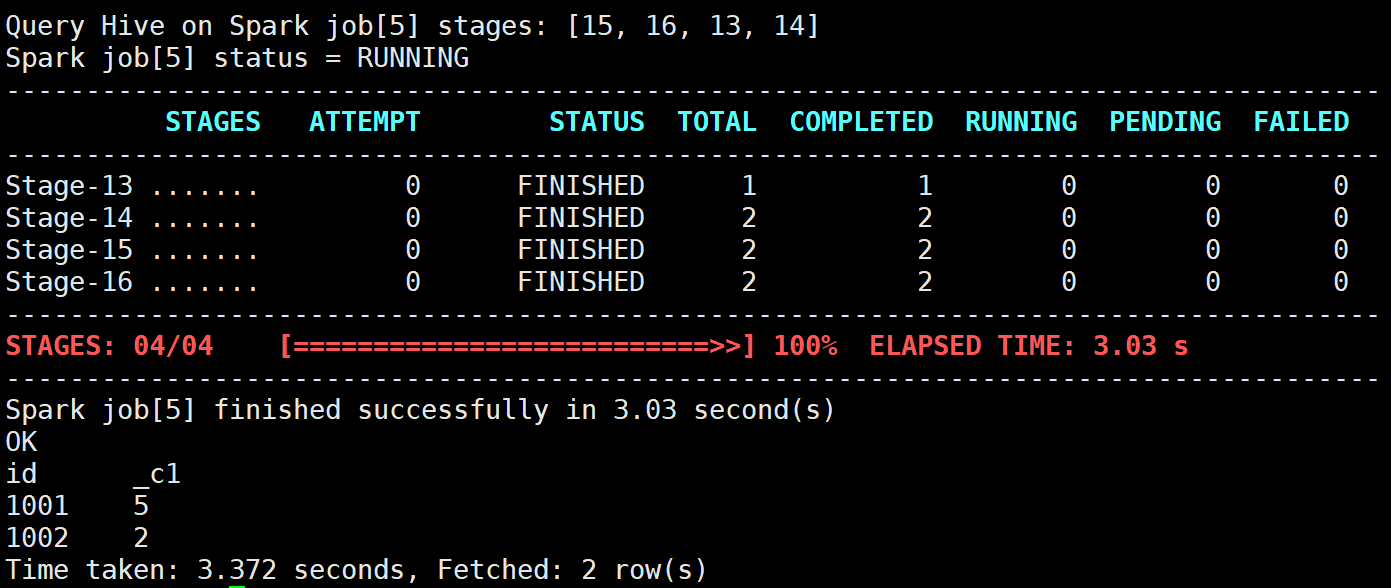 Query Hive on Spark job[5] stages: [15, 16, 13, 14]
Spark job[5] status = RUNNING
--------------------------------------------------------------------------------------
          STAGES   ATTEMPT        STATUS  TOTAL  COMPLETED  RUNNING  PENDING  FAILED
--------------------------------------------------------------------------------------
Stage-13 .......         0      FINISHED      1          1        0        0       0
Stage-14 .......         0      FINISHED      2          2        0        0       0
Stage-15 .......         0      FINISHED      2          2        0        0       0
Stage-16 .......         0      FINISHED      2          2        0        0       0
--------------------------------------------------------------------------------------
STAGES: 04/04    [==========================>>] 100%  ELAPSED TIME: 3.03 s
--------------------------------------------------------------------------------------
Spark job[5] finished successfully in 3.03 second(s)
OK
id      _c1
1001    5
1002    2
Time taken: 3.372 seconds, Fetched: 2 row(s)